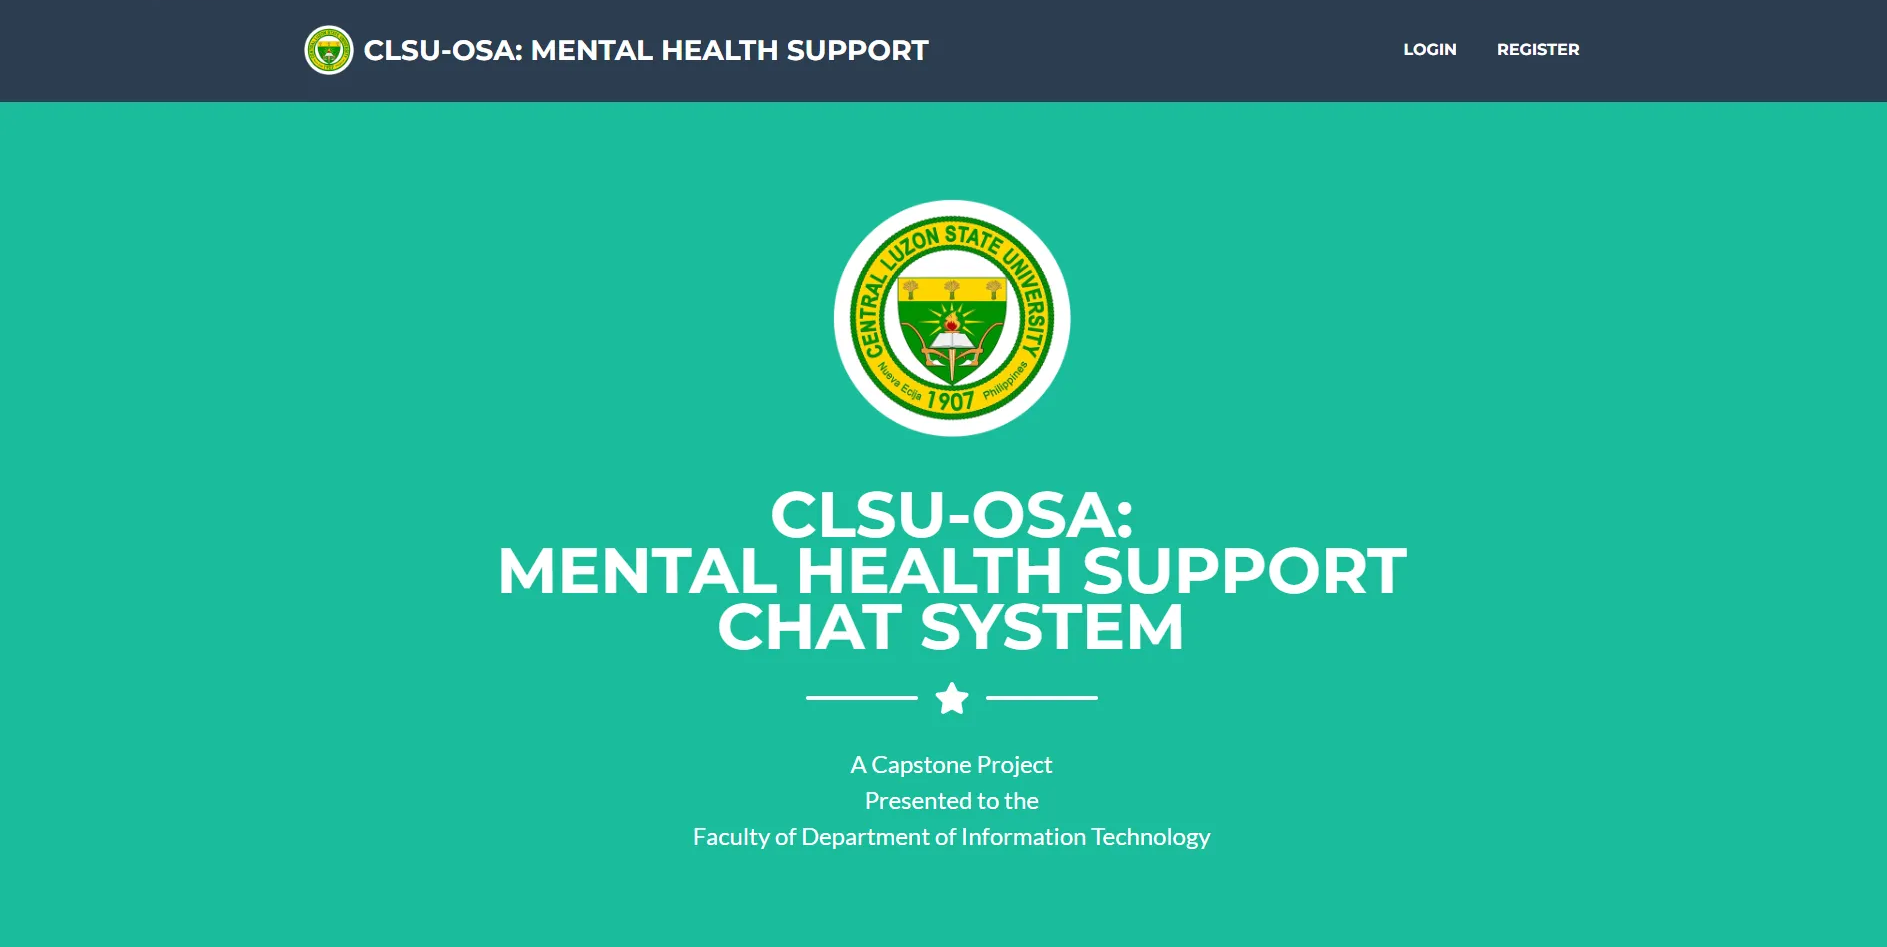 CLSU-OSA: MENTAL HEALTH SUPPORT
LOGIN
REGISTER
CENTRAL LUZON STATE UNIVERSITY
Nueva Ecija 1907 Philippines
CLSU-OSA:
MENTAL HEALTH SUPPORT
CHAT SYSTEM
A Capstone Project
Presented to the
Faculty of Department of Information Technology